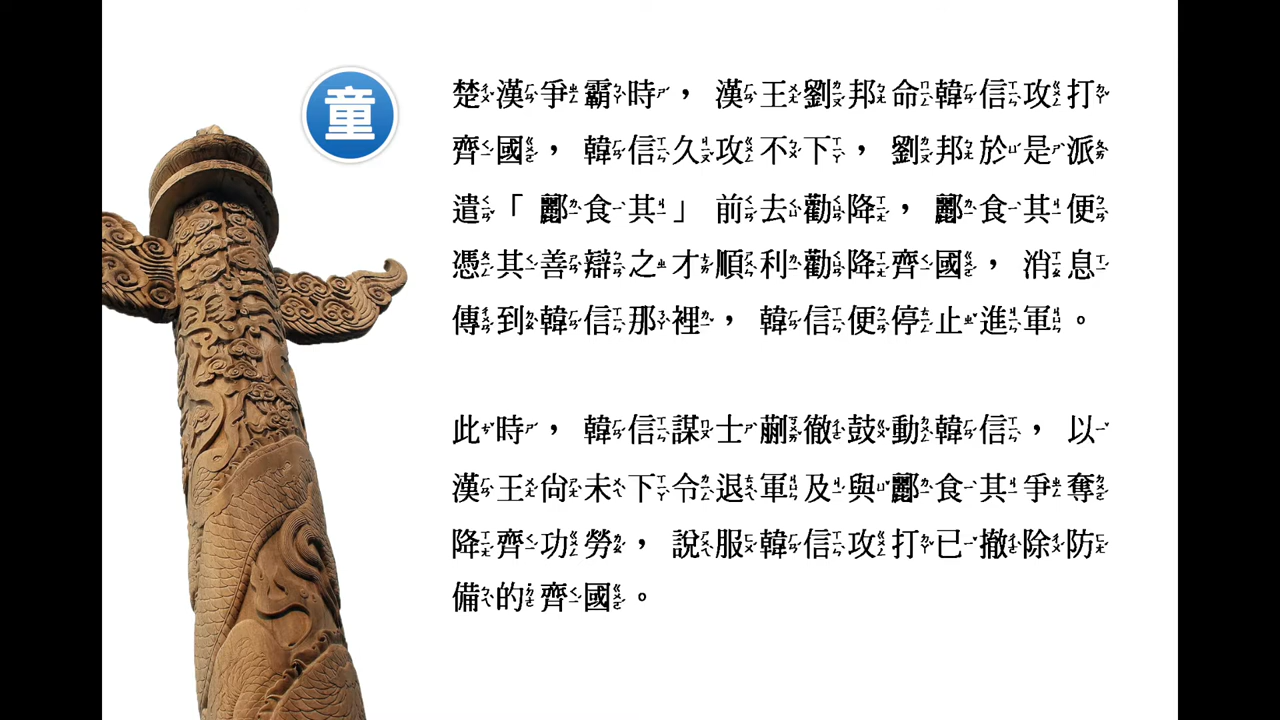 童
楚漢爭霸時，漢王劉邦命韓信攻打
齊國，韓信久攻不下，劉邦於是派
遣「酈食其」前去勸降，酈食其便
憑其善辯之才順利勸降齊國，消息
傳到韓信那裡，韓信便停止進軍。
此時，韓信謀士蒯徹鼓動韓信，以
漢王尚未下令退軍及與酈食其爭奪
降齊功勞，說服韓信攻打已撤除防
備的齊國。